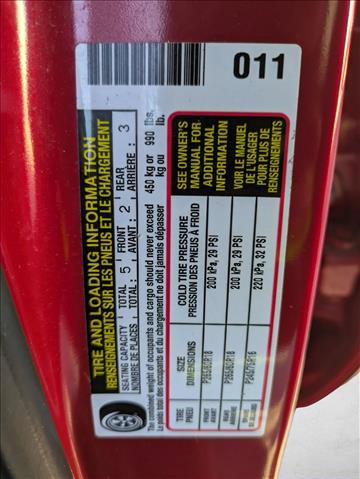 011
TIRE AND LOADING INFORMATION
RENSEIGNEMENTS SUR LES PNEUS ET LE CHARGEMENT
SEATING CAPACITY TOTAL: 5 FRONT 2 REAR 3
NOMBRE DE PLACES TOTAL: AVANT: ARRIÈRE:
The combined weight of occupants and cargo should never exceed 450 kg or 990 lbs.
Le poids total des occupants et du chargement ne doit jamais dépasser kg ou lb.
TIRE SIZE COLD TIRE PRESSURE
PNEU DIMENSIONS PRESSION DES PNEUS À FROID
FRONT 200 kPa, 29 PSI
AVANT
REAR 200 kPa, 29 PSI
ARRIÈRE
220 kPa, 32 PSI
SEE OWNER'S
MANUAL FOR
ADDITIONAL
INFORMATION
VOIR LE MANUEL
DE L'USAGER
POUR PLUS DE
RENSEIGNEMENTS